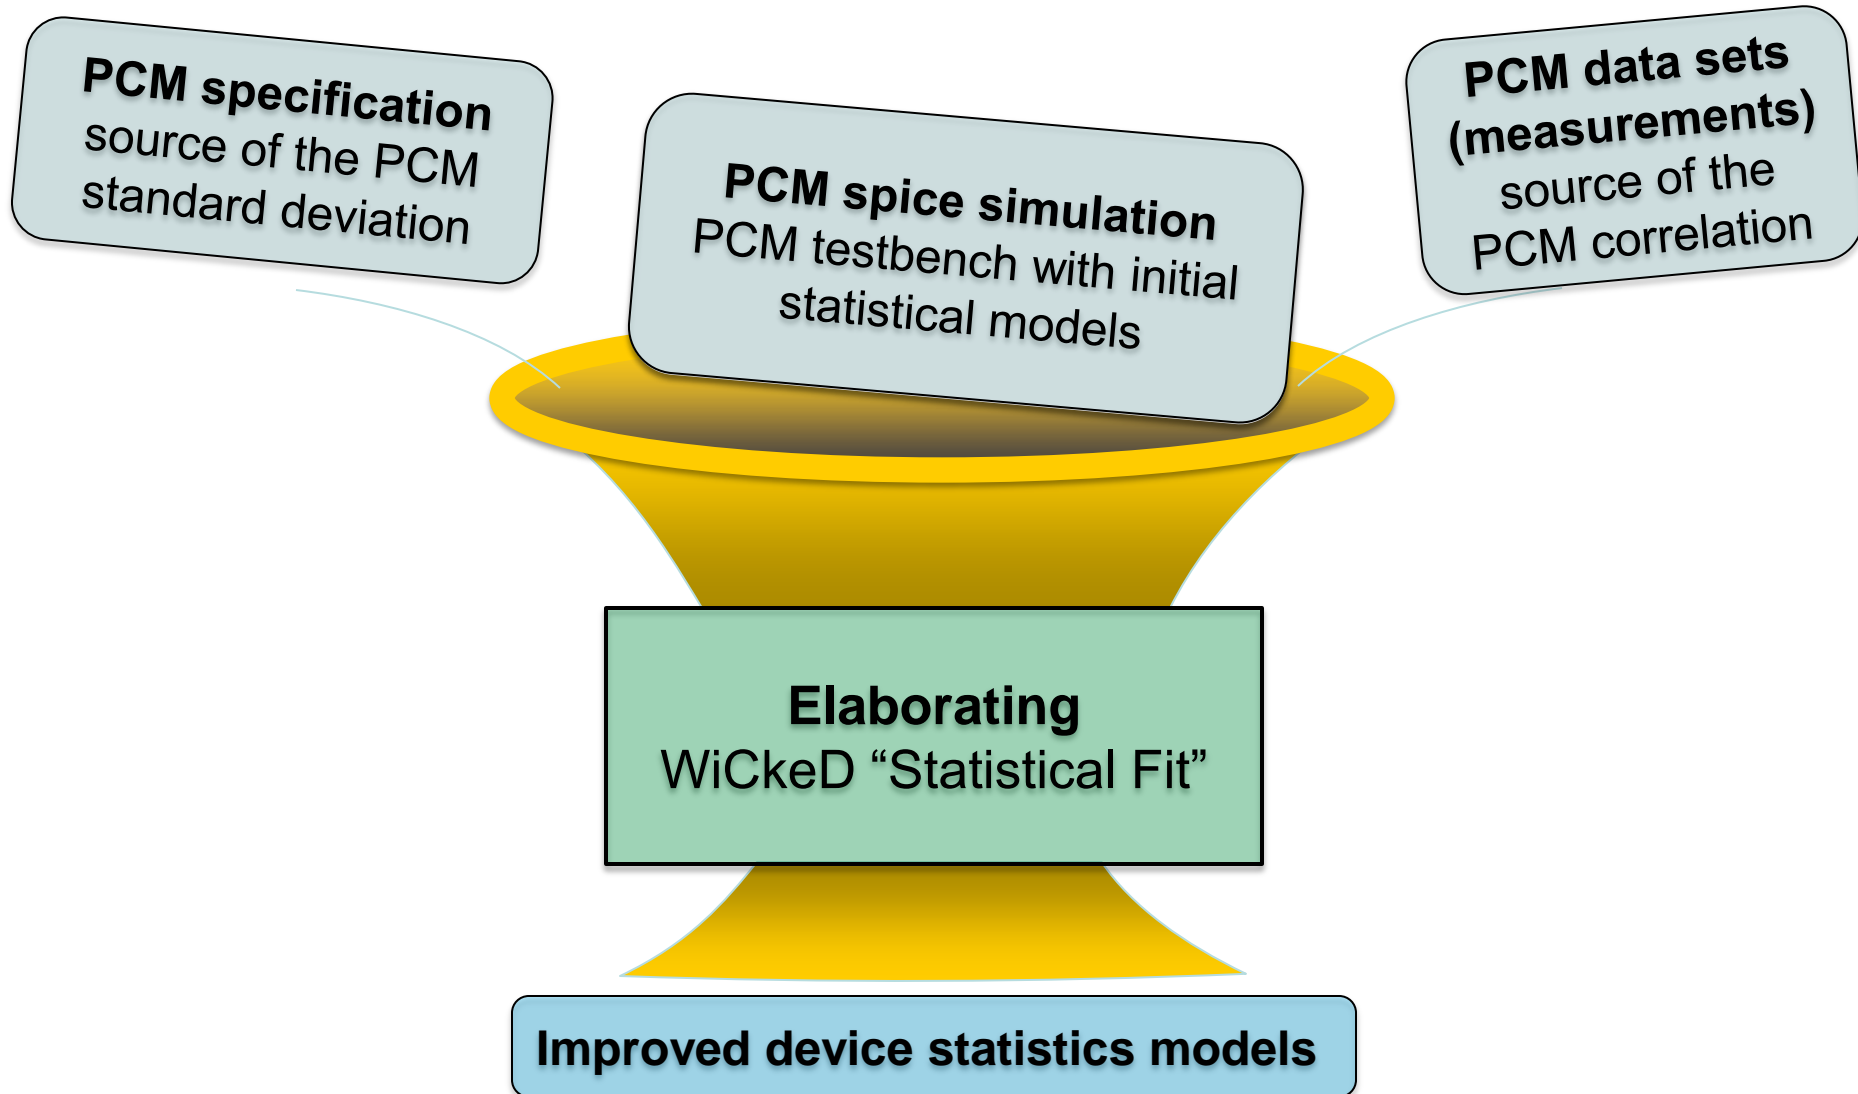 PCM specification
source of the PCM
standard deviation
PCM spice simulation
PCM testbench with initial
statistical models
PCM data sets
(measurements)
source of the
PCM correlation
Elaborating
WiCkeD “Statistical Fit”
Improved device statistics models